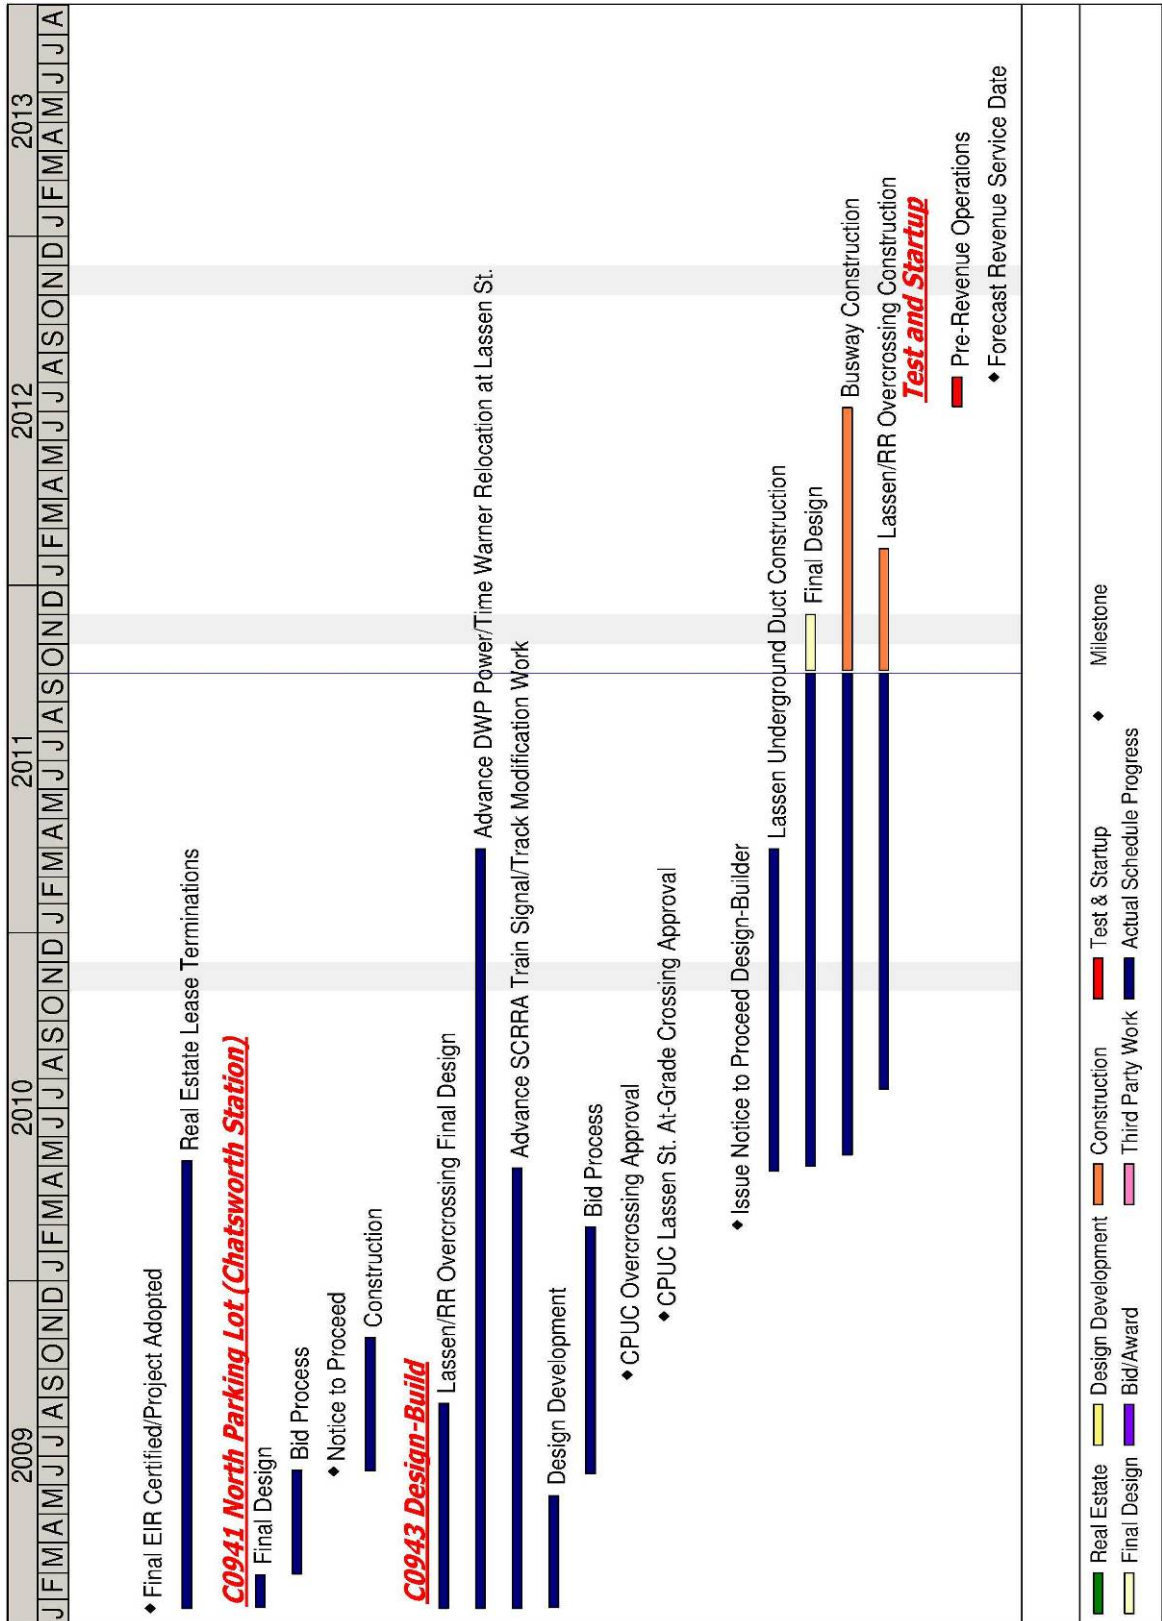 2009 2010 2011 2012 2013
J F M A M J J A S O N D J F M A M J J A S O N D J F M A M J J A S O N D J F M A M J J A S O N D J F M A M J J A
Final EIR Certified/Project Adopted
Real Estate Lease Terminations
C0941 North Parking Lot (Chatsworth Station)
Final Design
Bid Process
Notice to Proceed
Construction
C0943 Design-Build
Lassen/RR Overcrossing Final Design
Advance DWP Power/Time Warner Relocation at Lassen St.
Advance SCRRA Train Signal/Track Modification Work
Design Development
Bid Process
CPUC Overcrossing Approval
CPUC Lassen St. At-Grade Crossing Approval
Issue Notice to Proceed Design-Builder
Lassen Underground Duct Construction
Final Design
Busway Construction
Lassen/RR Overcrossing Construction
Test and Startup
Pre-Revenue Operations
Forecast Revenue Service Date
Real Estate Design Development Construction Test & Startup Milestone
Final Design Bid/Award Third Party Work Actual Schedule Progress